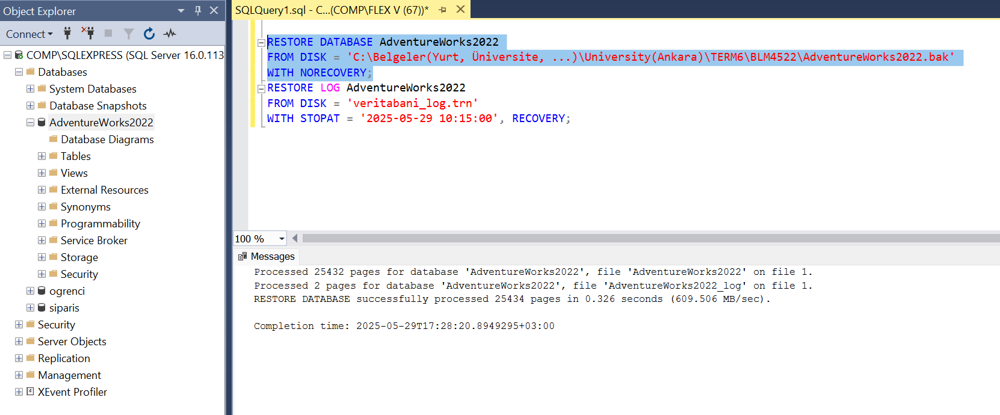 Object Explorer
Connect
COMP\SQLEXPRESS (SQL Server 16.0.113
Databases
System Databases
Database Snapshots
AdventureWorks2022
Database Diagrams
Tables
Views
External Resources
Synonyms
Programmability
Service Broker
Storage
Security
ogrenci
siparis
Security
Server Objects
Replication
Management
XEvent Profiler
SQLQuery1.sql - C...(COMP\FLEX V (67))*
RESTORE DATABASE AdventureWorks2022
FROM DISK = 'C:\Belgeler(Yurt, Üniversite, ...)\University(Ankara)\TERM6\BLM4522\AdventureWorks2022.bak'
WITH NORECOVERY;
RESTORE LOG AdventureWorks2022
FROM DISK = 'veritabani_log.trn'
WITH STOPAT = '2025-05-29 10:15:00', RECOVERY;
100 %
Messages
Processed 25432 pages for database 'AdventureWorks2022', file 'AdventureWorks2022' on file 1.
Processed 2 pages for database 'AdventureWorks2022', file 'AdventureWorks2022_log' on file 1.
RESTORE DATABASE successfully processed 25434 pages in 0.326 seconds (609.506 MB/sec).
Completion time: 2025-05-29T17:28:20.8949295+03:00